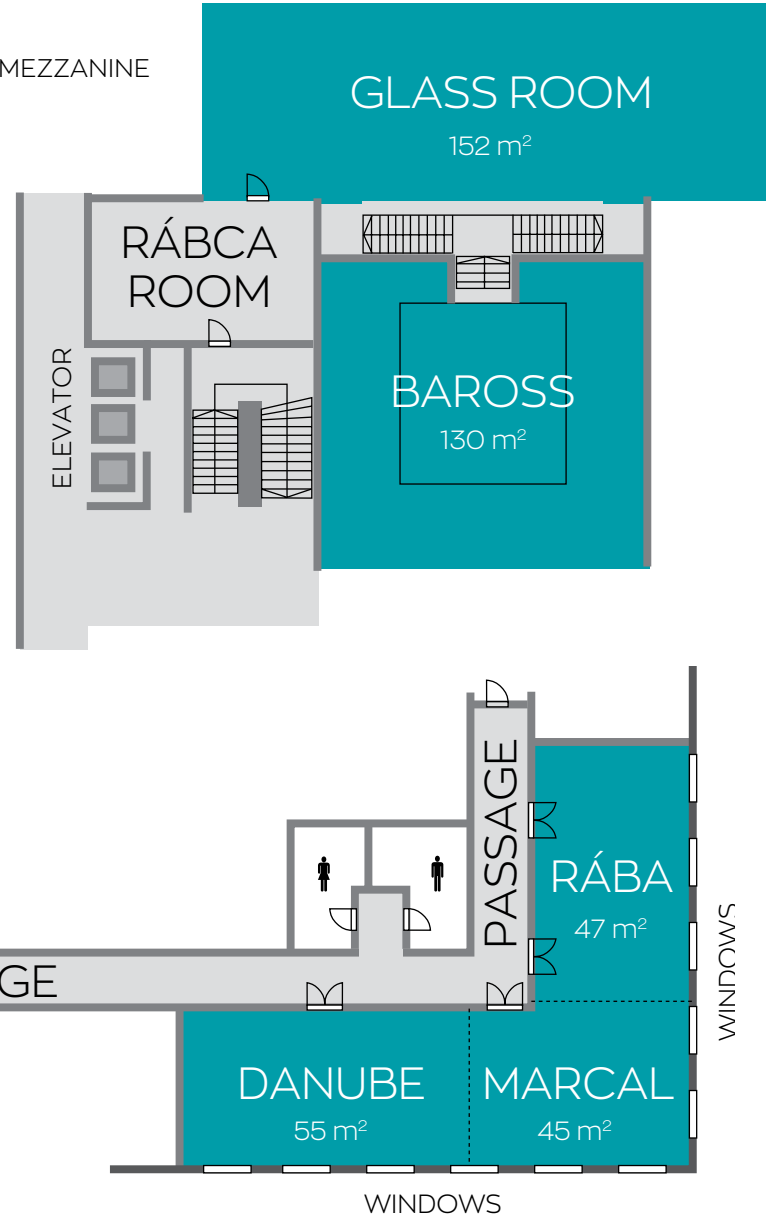 MEZZANINE
GLASS ROOM
152 m²
RÁBCA
ROOM
ELEVATOR
BAROSS
130 m²
PASSAGE
RÁBA
47 m²
WINDOWS
GE
DANUBE
55 m²
MARCAL
45 m²
WINDOWS